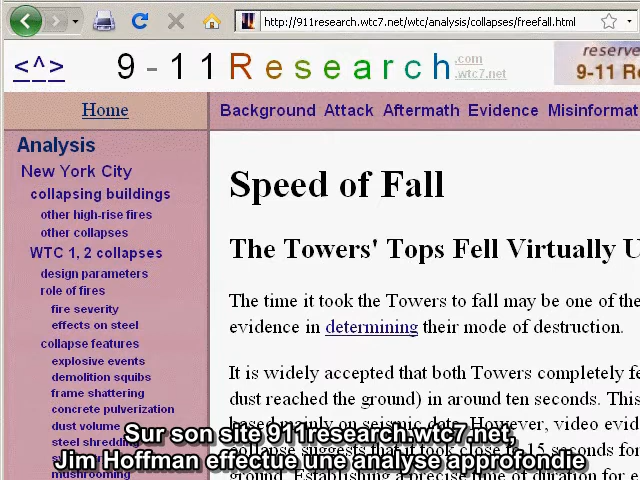 http://911research.wtc7.net/wtc/analysis/collapses/freefall.html
<^>
9-11 Research
.com
.wtc7.net
reserve
9-11 Re
Home
Background Attack Aftermath Evidence Misinformat
Analysis
New York City
collapsing buildings
other high-rise fires
other collapses
WTC 1, 2 collapses
design parameters
role of fires
fire severity
effects on steel
collapse features
explosive events
demolition squibs
frame shattering
concrete pulverization
dust volume
steel shredding
mushrooming
Speed of Fall
The Towers' Tops Fell Virtually U
The time it took the Towers to fall may be one of the
evidence in determining their mode of destruction.
It is widely accepted that both Towers completely fe
dust reached the ground) in around ten seconds. This
based mainly on seismic data. However, video evid
collapse suggests that it took close to 15 seconds for
ground. Establishing a precise time of duration for e
Sur son site 911research.wtc7.net,
Jim Hoffman effectue une analyse approfondie